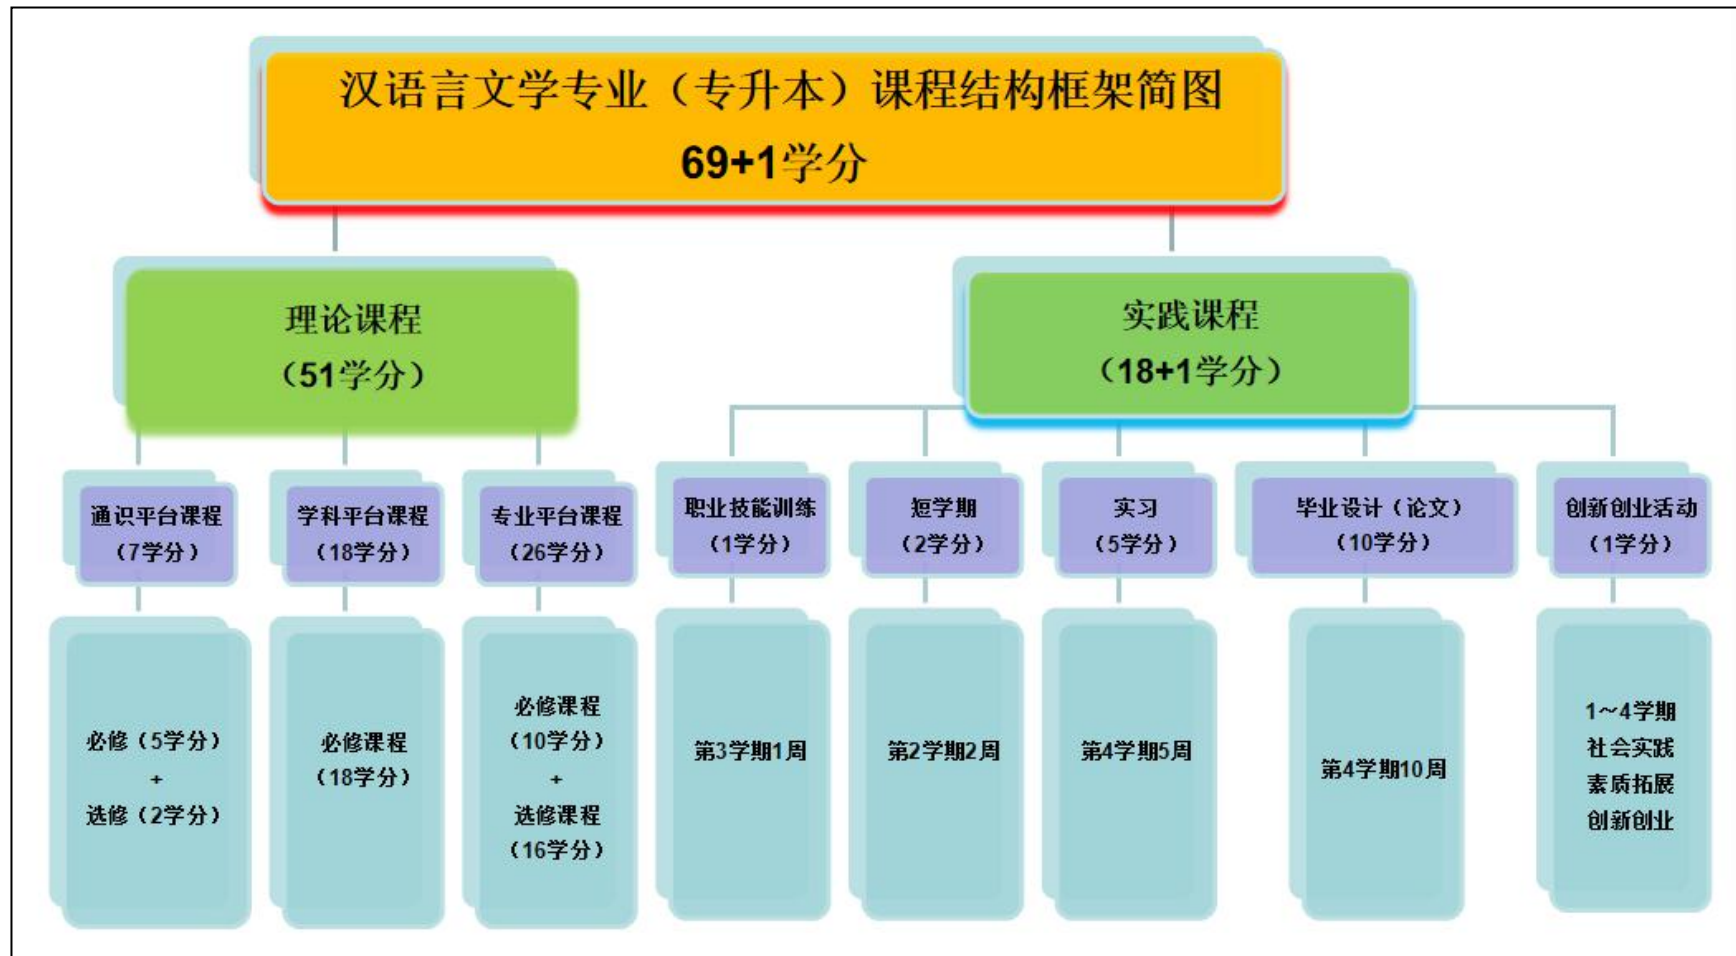 汉语言文学专业（专升本）课程结构框架简图
69+1学分
理论课程
（51学分）
实践课程
（18+1学分）
通识平台课程
（7学分）
学科平台课程
（18学分）
专业平台课程
（26学分）
职业技能训练
（1学分）
短学期
（2学分）
实习
（5学分）
毕业设计（论文）
（10学分）
创新创业活动
（1学分）
必修（5学分）
+
选修（2学分）
必修课程
（18学分）
必修课程
（10学分）
+
选修课程
（16学分）
第3学期1周
第2学期2周
第4学期5周
第4学期10周
1～4学期
社会实践
素质拓展
创新创业